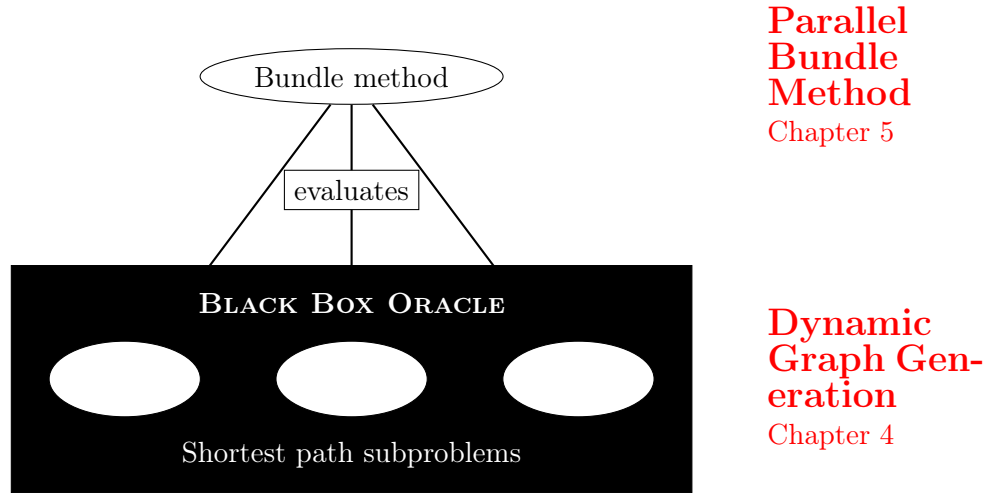 Parallel
Bundle
Method
Chapter 5
Bundle method
evaluates
BLACK BOX ORACLE
Shortest path subproblems
Dynamic
Graph Gen-
eration
Chapter 4